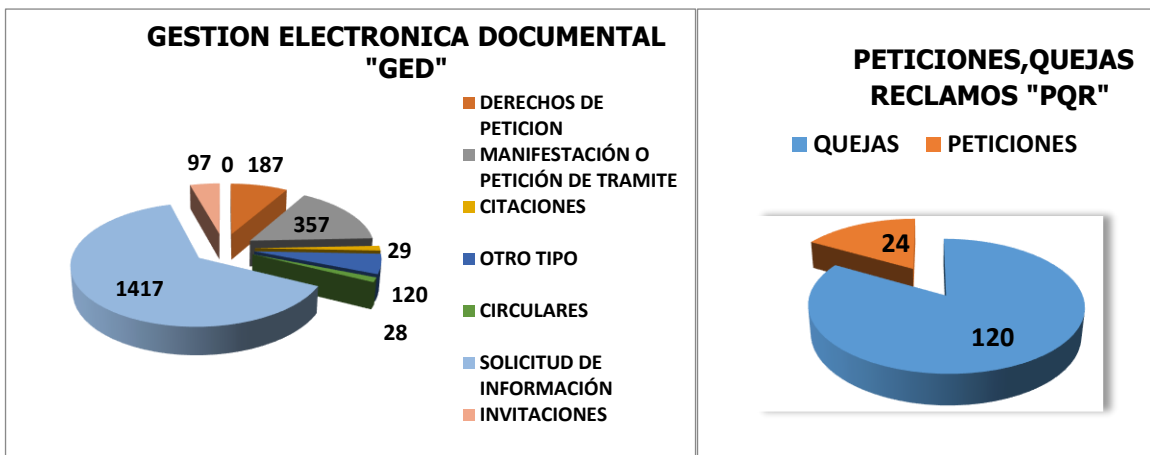 GESTION ELECTRONICA DOCUMENTAL
"GED"
97 0 187
357
29
1417
120
28
DERECHOS DE
PETICION
MANIFESTACIÓN O
PETICIÓN DE TRAMITE
CITACIONES
OTRO TIPO
CIRCULARES
SOLICITUD DE
INFORMACIÓN
INVITACIONES
PETICIONES,QUEJAS
RECLAMOS "PQR"
QUEJAS PETICIONES
24
120